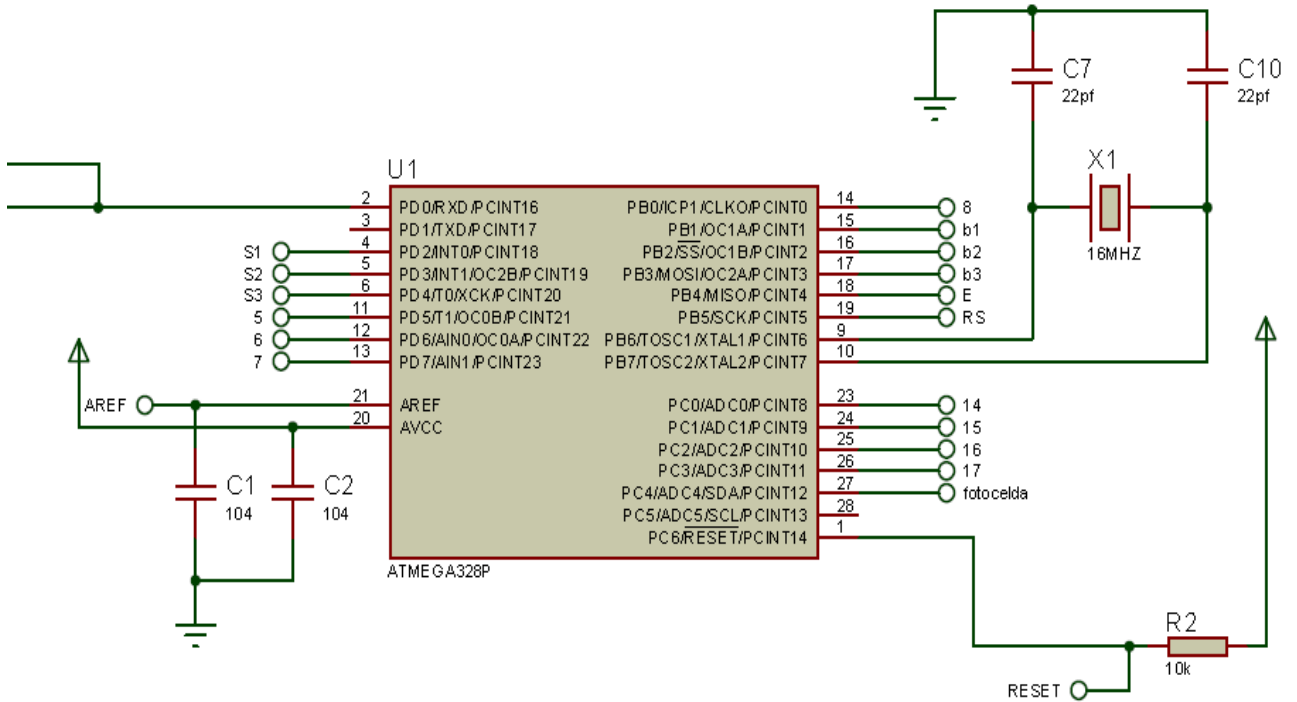 C7
22pf
C10
22pf
X1
16MHZ
U1
2 PD0/RXD/PCINT16
3 PD1/TXD/PCINT17
S1 4 PD2/INT0/PCINT18
S2 5 PD3/INT1/OC2B/PCINT19
S3 6 PD4/T0/XCK/PCINT20
5 11 PD5/T1/OC0B/PCINT21
6 12 PD6/AIN0/OC0A/PCINT22
7 13 PD7/AIN1/PCINT23
AREF 21 AREF
20 AVCC
PB0/ICP1/CLKO/PCINT0 14 8
PB1/OC1A/PCINT1 15 b1
PB2/SS/OC1B/PCINT2 16 b2
PB3/MOSI/OC2A/PCINT3 17 b3
PB4/MISO/PCINT4 18 E
PB5/SCK/PCINT5 19 RS
PB6/TOSC1/XTAL1/PCINT6 9
PB7/TOSC2/XTAL2/PCINT7 10
PC0/ADC0/PCINT8 23 14
PC1/ADC1/PCINT9 24 15
PC2/ADC2/PCINT10 25 16
PC3/ADC3/PCINT11 26 17
PC4/ADC4/SDA/PCINT12 27 fotocelda
PC5/ADC5/SCL/PCINT13 28
PC6/RESET/PCINT14 1
ATMEGA328P
C1
104
C2
104
R2
10k
RESET